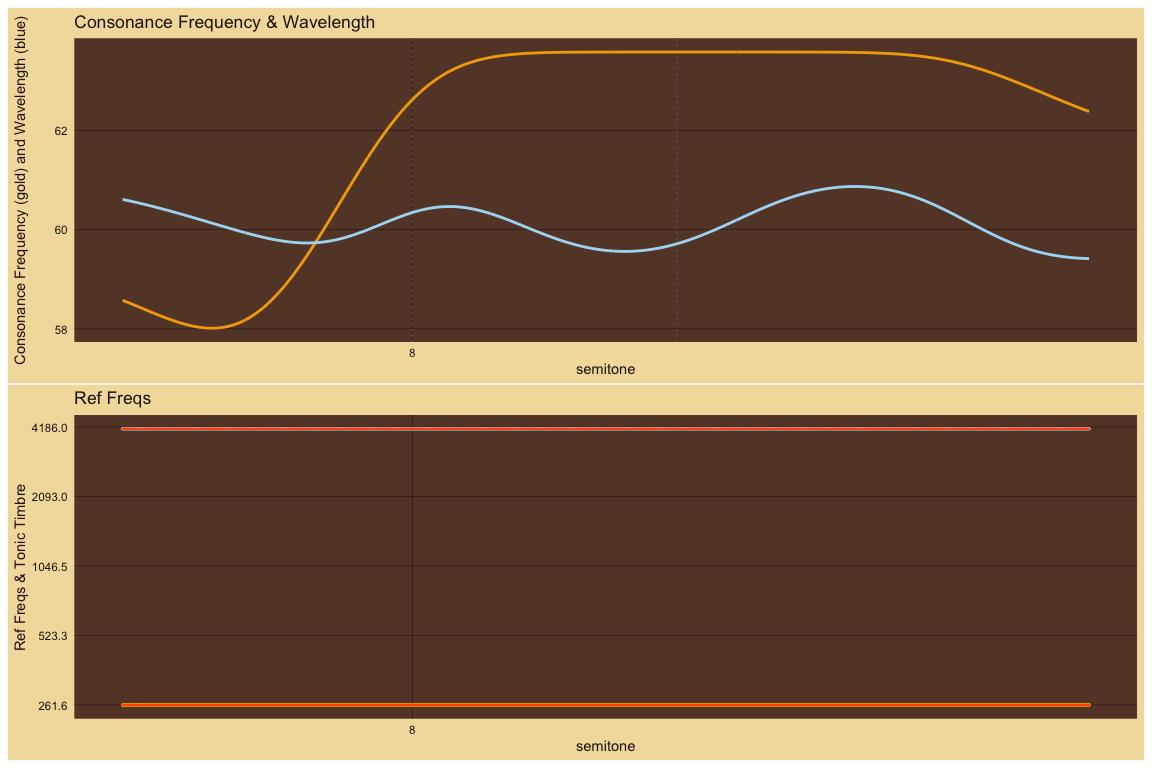 Consonance Frequency & Wavelength
Consonance Frequency (gold) and Wavelength (blue)
62
60
58
8
semitone
Ref Freqs
Ref Freqs & Tonic Timbre
4186.0
2093.0
1046.5
523.3
261.6
8
semitone